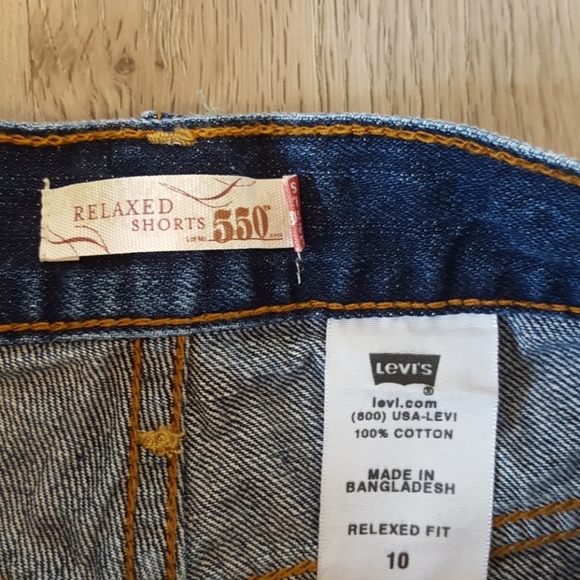 RELAXED
SHORTS 550
LEVI'S
levi.com
(800) USA-LEVI
100% COTTON
MADE IN
BANGLADESH
RELEXED FIT
10